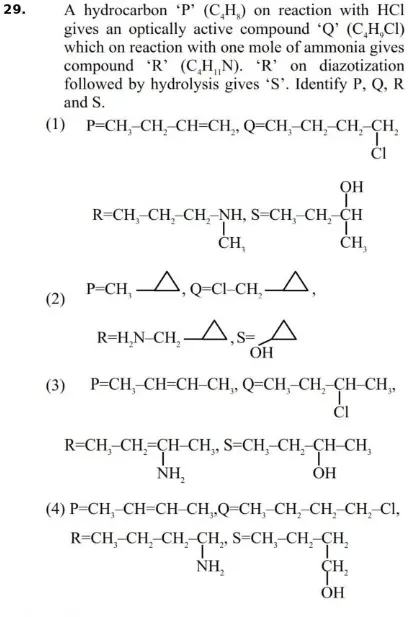 29. A hydrocarbon ‘P’ (C₄H₈) on reaction with HCl
gives an optically active compound ‘Q’ (C₄H₉Cl)
which on reaction with one mole of ammonia gives
compound ‘R’ (C₄H₁₁N). ‘R’ on diazotization
followed by hydrolysis gives ‘S’. Identify P, Q, R
and S.
(1) P=CH₃–CH₂–CH=CH₂, Q=CH₃–CH₂–CH₂–CH₂
Cl
OH
R=CH₃–CH₂–CH₂–NH, S=CH₃–CH₂–CH
CH₃ CH₃
(2) P=CH₃ , Q=Cl–CH₂ ,
R=H₂N–CH₂ , S=
OH
(3) P=CH₃–CH=CH–CH₃, Q=CH₃–CH₂–CH–CH₃,
Cl
R=CH₃–CH₂=CH–CH₃, S=CH₃–CH₂–CH–CH₃
NH₂ OH
(4) P=CH₃–CH=CH–CH₃,Q=CH₃–CH₂–CH₂–CH₂–Cl,
R=CH₃–CH₂–CH₂–CH₂, S=CH₃–CH₂–CH₂
NH₂ CH₂
OH